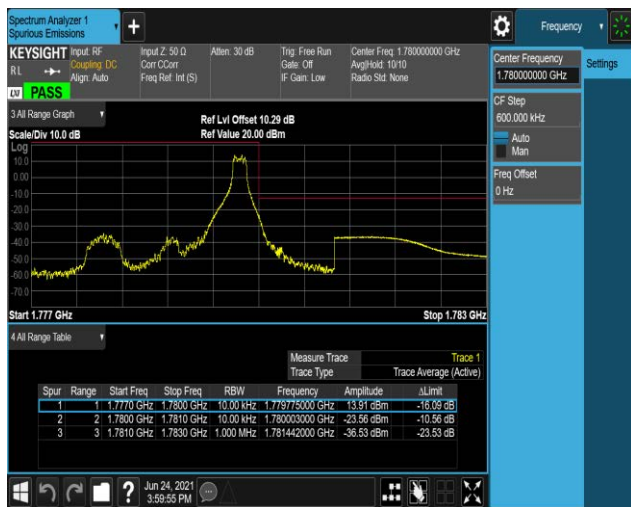 Spectrum Analyzer 1
Spurious Emissions
+
Frequency
KEYSIGHT Input: RF Input Z: 50 Ω Atten: 30 dB Trig: Free Run Center Freq: 1.780000000 GHz
RL Coupling: DC Corr CCorr Gate: Off Avg|Hold: 10/10
Align: Auto Freq Ref: Int (S) IF Gain: Low Radio Std: None
LXI PASS
Center Frequency
1.780000000 GHz
Settings
CF Step
600.000 kHz
Auto
Man
Freq Offset
0 Hz
3 All Range Graph
Ref Lvl Offset 10.29 dB
Scale/Div 10.0 dB Ref Value 20.00 dBm
Log
10.0
0.00
-10.0
-20.0
-30.0
-40.0
-50.0
-60.0
-70.0
Start 1.777 GHz Stop 1.783 GHz
4 All Range Table
Measure Trace Trace 1
Trace Type Trace Average (Active)
Spur Range Start Freq Stop Freq RBW Frequency Amplitude ΔLimit
1 1 1.7770 GHz 1.7800 GHz 10.00 kHz 1.779775000 GHz 13.91 dBm -16.09 dB
2 2 1.7800 GHz 1.7810 GHz 10.00 kHz 1.780003000 GHz -23.56 dBm -10.56 dB
3 3 1.7810 GHz 1.7830 GHz 1.000 MHz 1.781442000 GHz -36.53 dBm -23.53 dB
? Jun 24, 2021
3:59:55 PM